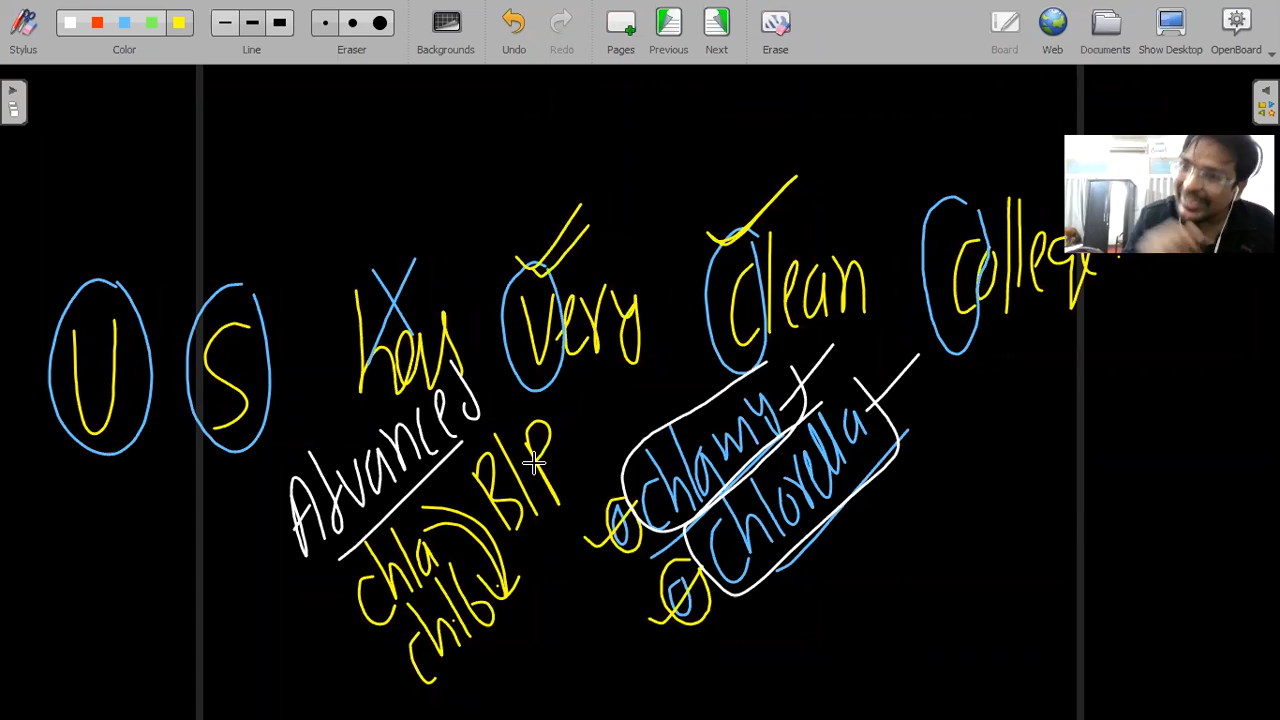 Stylus Color Line Eraser Backgrounds Undo Redo Pages Previous Next Erase Board Web Documents Show Desktop OpenBoard
U S has Very Clean College
Advanced
chla
chlb
B/P
chlamy
chlorella